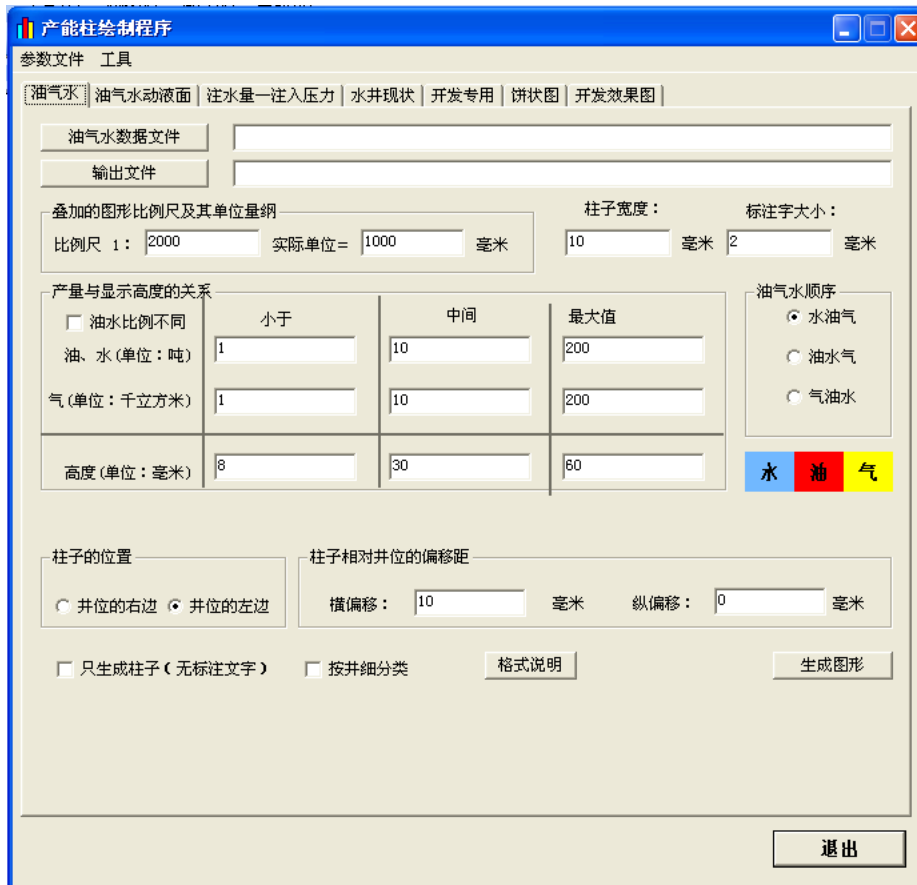 产能柱绘制程序
参数文件 工具
油气水 油气水动液面 注水量—注入压力 水井现状 开发专用 饼状图 开发效果图
油气水数据文件
输出文件
叠加的图形比例尺及其单位量纲 柱子宽度： 标注字大小：
比例尺 1： 2000 实际单位= 1000 毫米 10 毫米 2 毫米
产量与显示高度的关系 油气水顺序
油水比例不同 小于 中间 最大值 水油气
油、水(单位：吨) 1 10 200 油水气
气(单位：千立方米) 1 10 200 气油水
高度(单位：毫米) 8 30 60 水 油 气
柱子的位置 柱子相对井位的偏移距
井位的右边 井位的左边 横偏移： 10 毫米 纵偏移： 0 毫米
只生成柱子(无标注文字) 按井细分类 格式说明 生成图形
退出